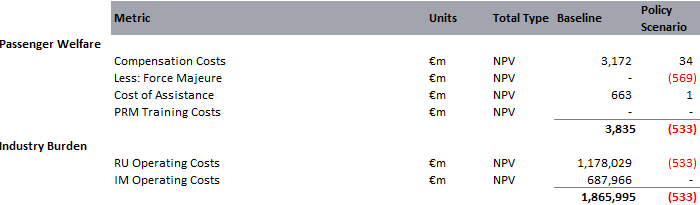 Metric Units Total Type Baseline Policy Scenario
Passenger Welfare
Compensation Costs €m NPV 3,172 34
Less: Force Majeure €m NPV - (569)
Cost of Assistance €m NPV 663 1
PRM Training Costs €m NPV - -
3,835 (533)
Industry Burden
RU Operating Costs €m NPV 1,178,029 (533)
IM Operating Costs €m NPV 687,966 -
1,865,995 (533)